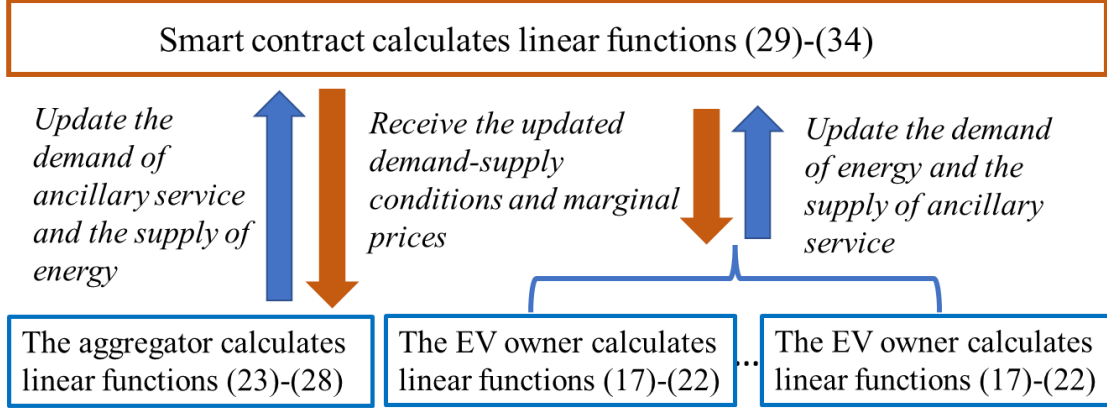 Smart contract calculates linear functions (29)-(34)
Update the
demand of
ancillary service
and the supply of
energy
Receive the updated
demand-supply
conditions and marginal
prices
Update the demand
of energy and the
supply of ancillary
service
The aggregator calculates
linear functions (23)-(28)
The EV owner calculates
linear functions (17)-(22)
...
The EV owner calculates
linear functions (17)-(22)